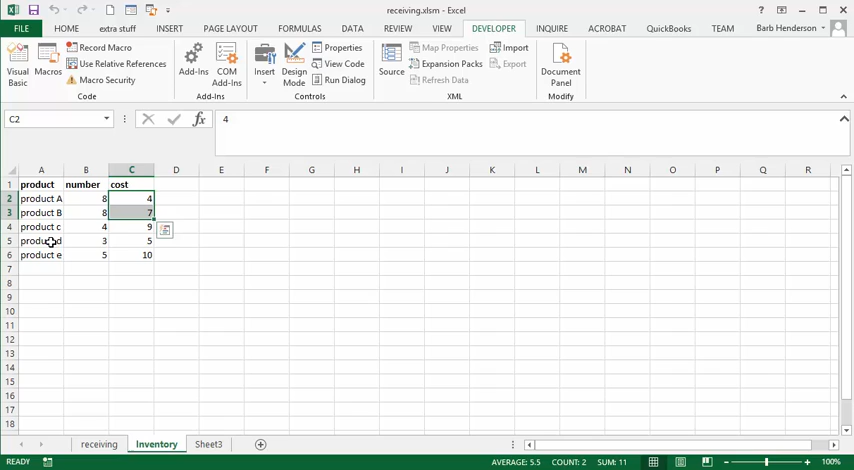 receiving.xlsm - Excel
FILE HOME extra stuff INSERT PAGE LAYOUT FORMULAS DATA REVIEW VIEW DEVELOPER INQUIRE ACROBAT QuickBooks TEAM Barb Henderson
Visual Basic
Macros
Record Macro
Use Relative References
Macro Security
Code
Add-Ins
COM Add-Ins
Add-Ins
Insert
Design Mode
Properties
View Code
Run Dialog
Controls
Source
Map Properties
Expansion Packs
Refresh Data
Import
Export
XML
Document Panel
Modify
C2 fx 4
A B C D E F G H I J K L M N O P Q R
1 product number cost
2 product A 8 4
3 product B 8 7
4 product c 4 9
5 product d 3 5
6 product e 5 10
7
8
9
10
11
12
13
14
15
16
17
18
receiving Inventory Sheet3
READY AVERAGE: 5.5 COUNT: 2 SUM: 11 100%